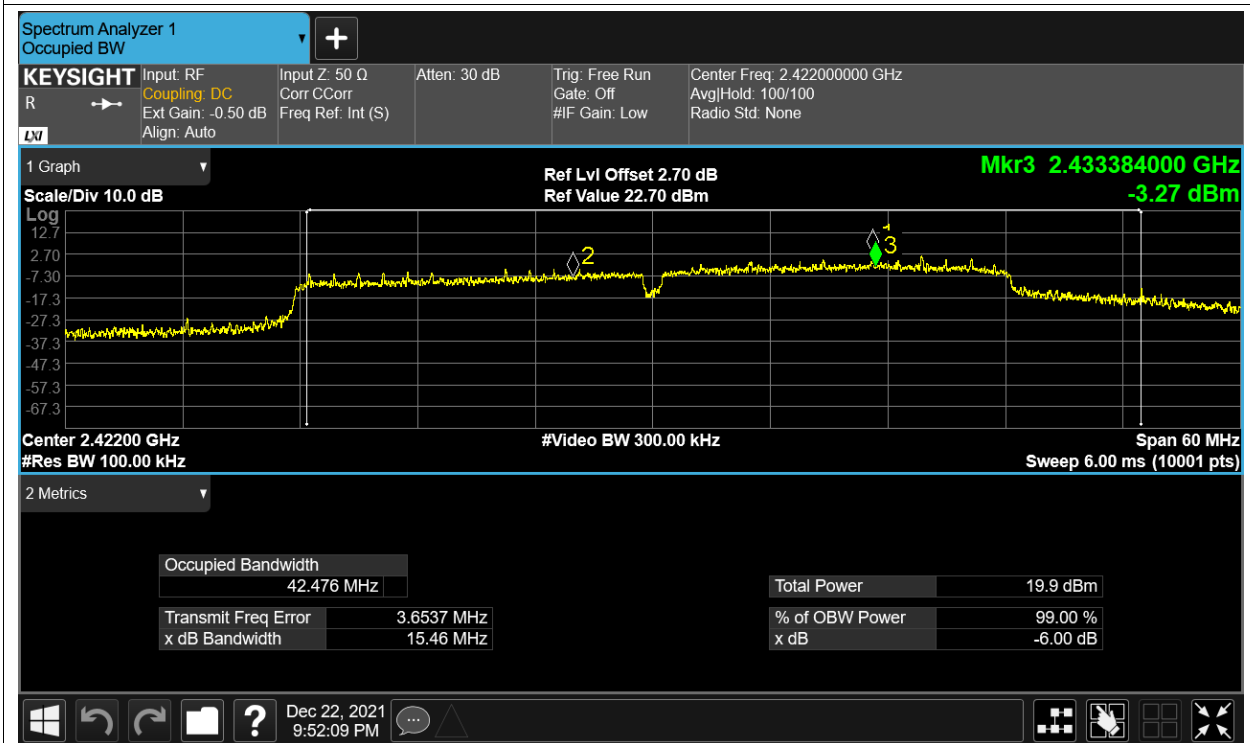 Spectrum Analyzer 1
Occupied BW
KEYSIGHT
R
LXI
Input: RF
Coupling: DC
Ext Gain: -0.50 dB
Align: Auto
Input Z: 50 Ω
Corr CCorr
Freq Ref: Int (S)
Atten: 30 dB
Trig: Free Run
Gate: Off
#IF Gain: Low
Center Freq: 2.422000000 GHz
Avg|Hold: 100/100
Radio Std: None
1 Graph
Scale/Div 10.0 dB
Ref Lvl Offset 2.70 dB
Ref Value 22.70 dBm
Mkr3 2.433384000 GHz
-3.27 dBm
Log
12.7
2.70
-7.30
-17.3
-27.3
-37.3
-47.3
-57.3
-67.3
2
3
Center 2.42200 GHz
#Res BW 100.00 kHz
#Video BW 300.00 kHz
Span 60 MHz
Sweep 6.00 ms (10001 pts)
2 Metrics
Occupied Bandwidth
42.476 MHz
Transmit Freq Error 3.6537 MHz
x dB Bandwidth 15.46 MHz
Total Power 19.9 dBm
% of OBW Power 99.00 %
x dB -6.00 dB
?
Dec 22, 2021
9:52:09 PM